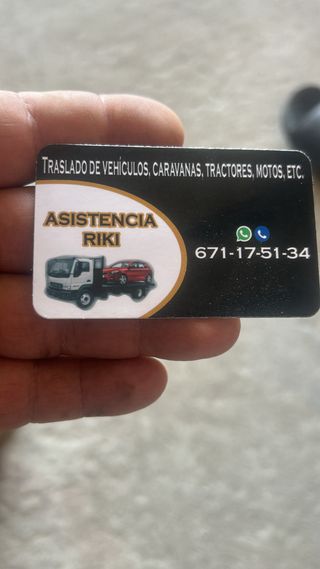 TRASLADO DE VEHÍCULOS, CARAVANAS, TRACTORES, MOTOS, ETC.
ASISTENCIA
RIKI
671-17-51-34